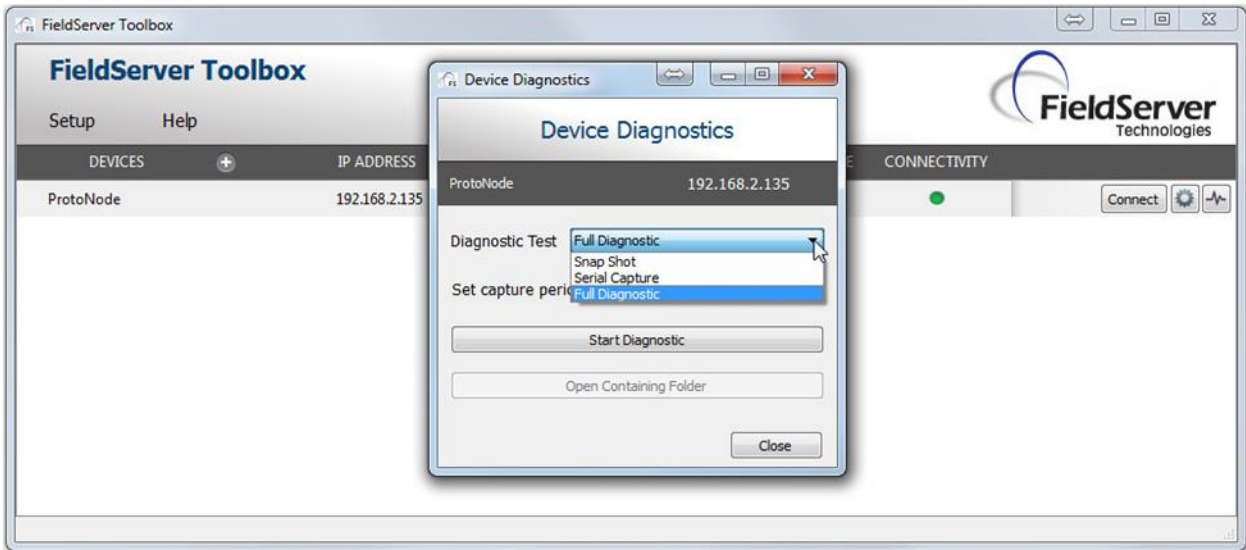 FieldServer Toolbox
FieldServer Toolbox
Setup Help
FieldServer
Technologies
DEVICES IP ADDRESS CONNECTIVITY
ProtoNode 192.168.2.135 Connect
Device Diagnostics
Device Diagnostics
ProtoNode 192.168.2.135
Diagnostic Test Full Diagnostic
Snap Shot
Serial Capture
Full Diagnostic
Set capture
Start Diagnostic
Open Containing Folder
Close